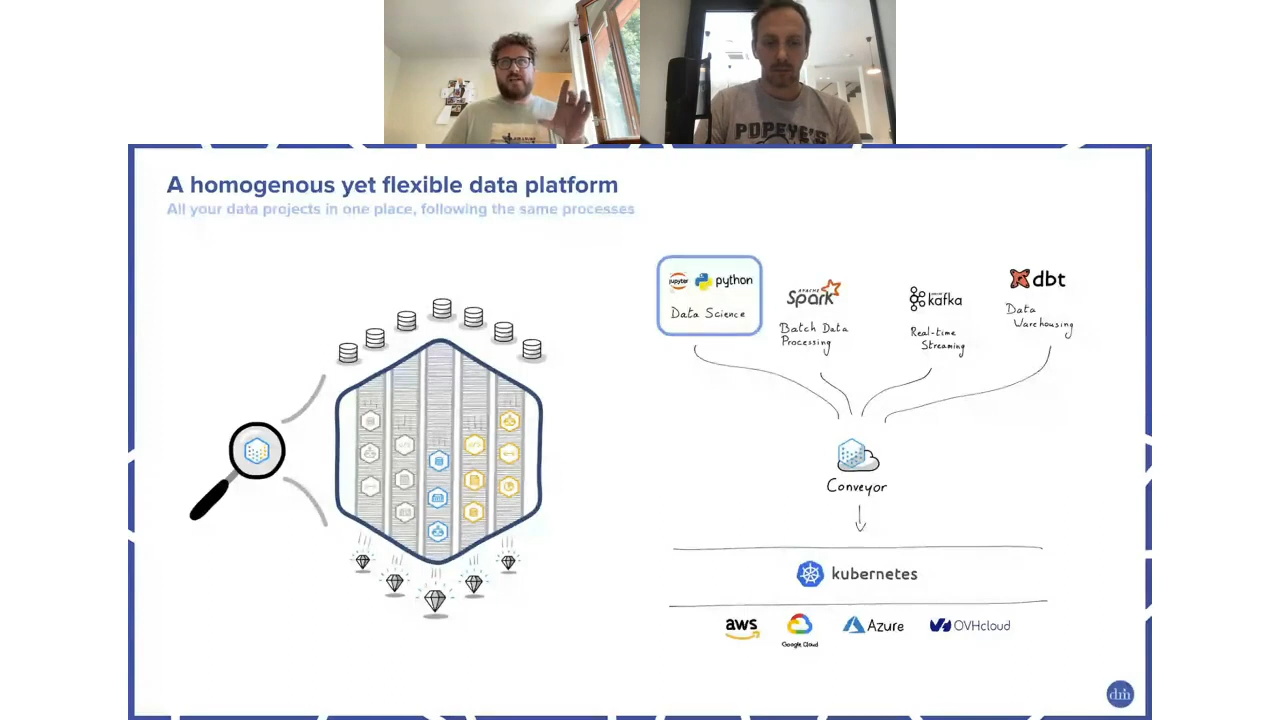 POPEYE'S
A homogenous yet flexible data platform
All your data projects in one place, following the same processes
jupyter python
Data Science
APACHE
Spark
Batch Data
Processing
kafka
Real-time
Streaming
dbt
Data
Warehousing
Conveyor
kubernetes
aws
Google Cloud
Azure
OVHcloud
dm